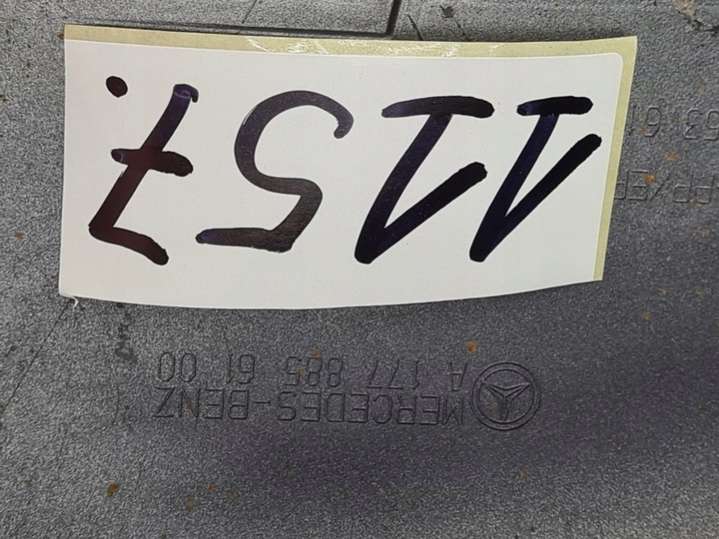 MERCEDES-BENZ
A 177 885 61 00
1157.